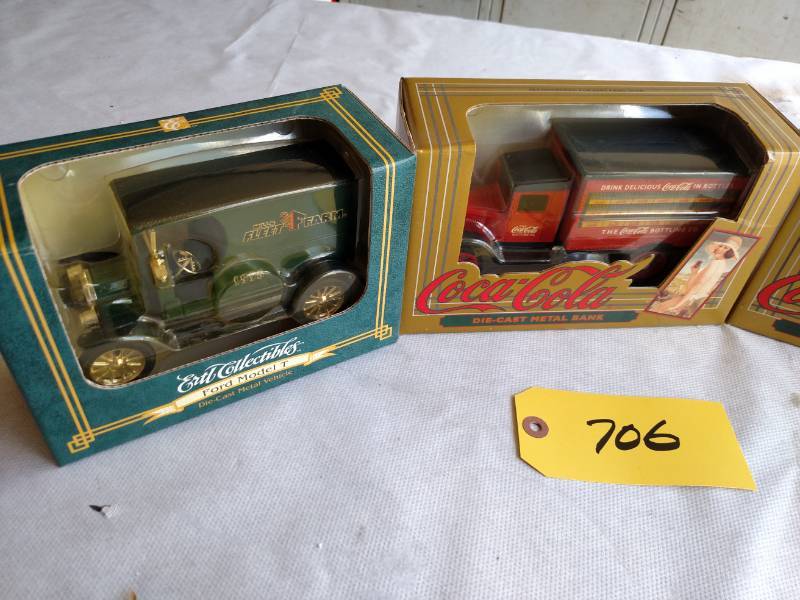 FLEET FARM
Ertl Collectibles
Ford Model T
Die-Cast Metal Vehicle
DRINK DELICIOUS Coca-Cola IN BOTTLES
THE Coca-Cola BOTTLING CO
Coca-Cola
Coca-Cola
DIE-CAST METAL BANK
706